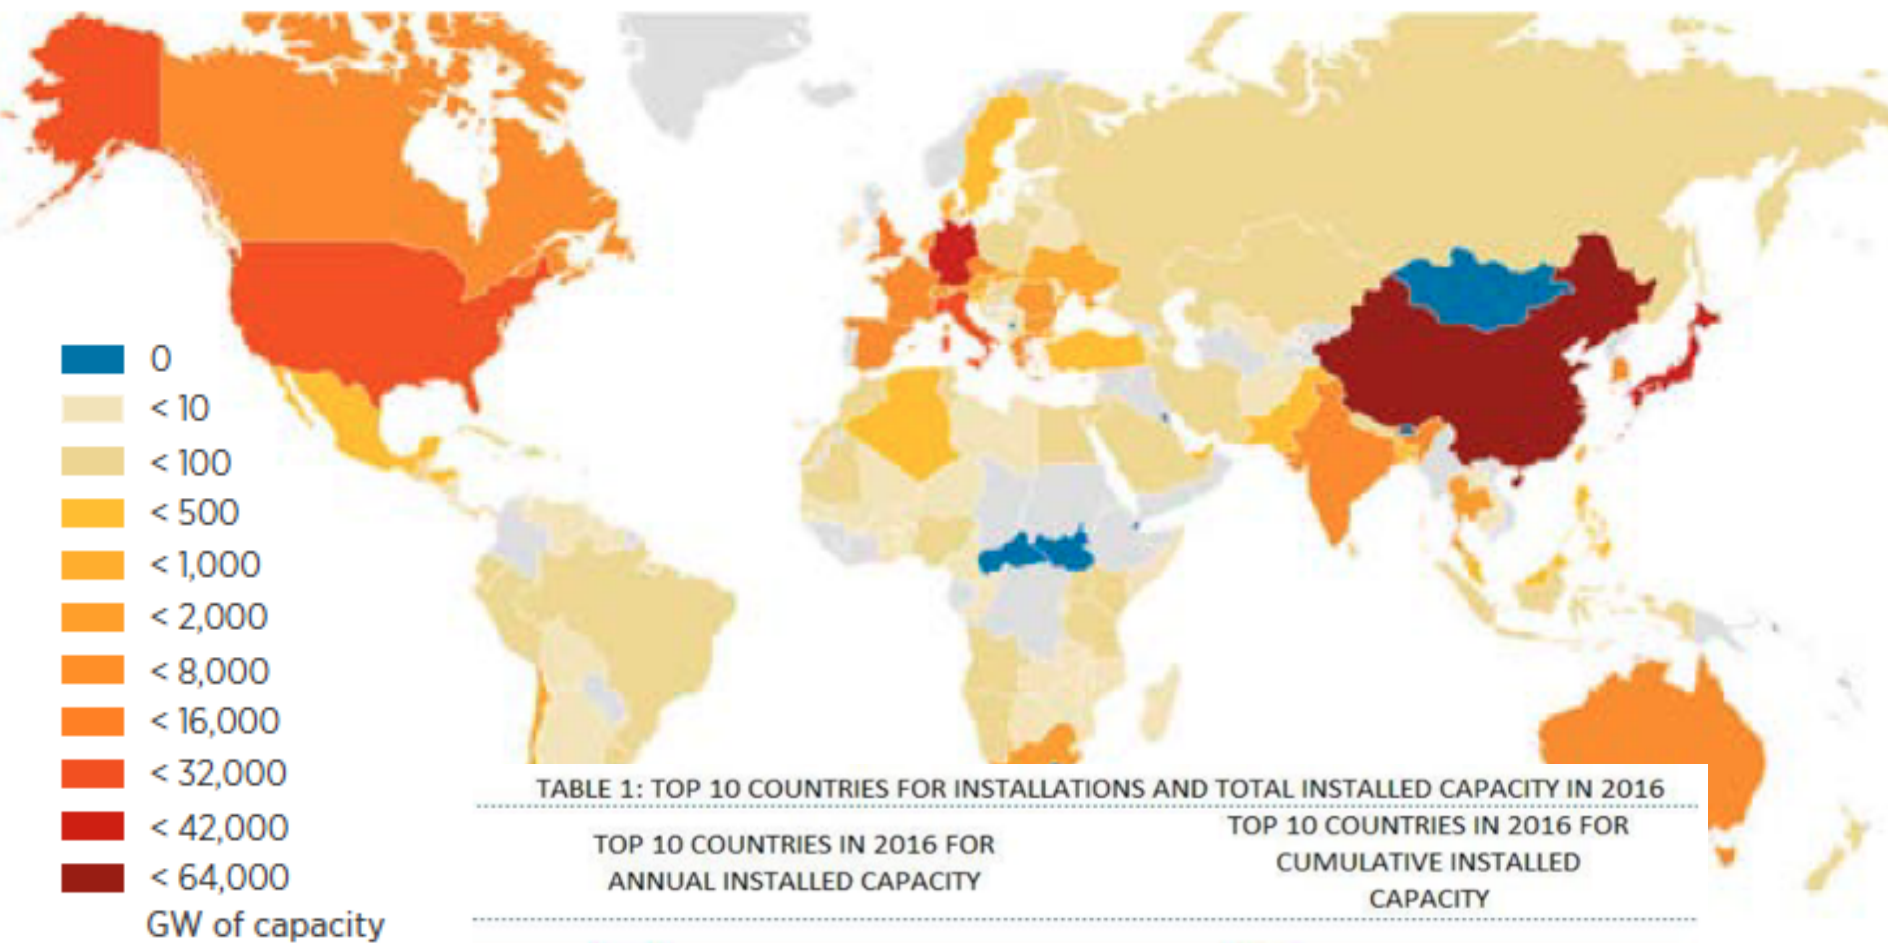 0
< 10
< 100
< 500
< 1,000
< 2,000
< 8,000
< 16,000
< 32,000
< 42,000
< 64,000
GW of capacity
TABLE 1: TOP 10 COUNTRIES FOR INSTALLATIONS AND TOTAL INSTALLED CAPACITY IN 2016
TOP 10 COUNTRIES IN 2016 FOR
ANNUAL INSTALLED CAPACITY
TOP 10 COUNTRIES IN 2016 FOR
CUMULATIVE INSTALLED
CAPACITY